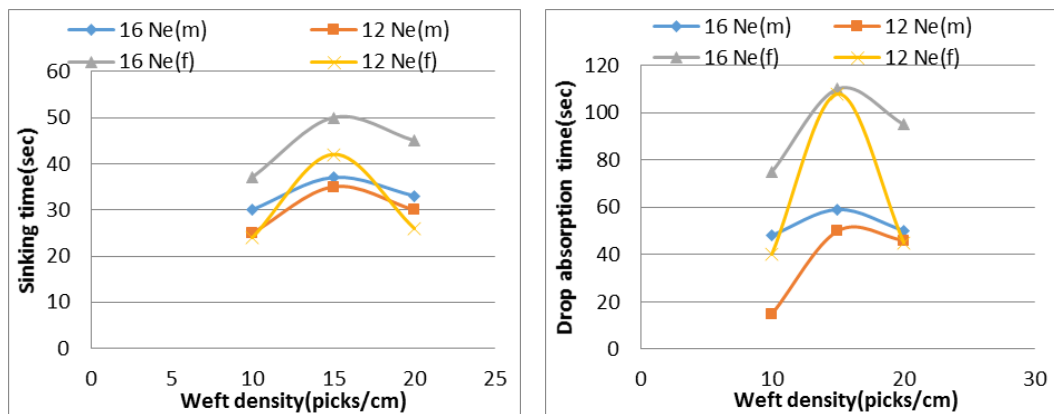 16 Ne(m) 12 Ne(m)
16 Ne(f) 12 Ne(f)
60
50
40
30
20
10
0
Sinking time(sec)
0 5 10 15 20 25
Weft density(picks/cm)
16 Ne(m) 12 Ne(m)
16 Ne(f) 12 Ne(f)
120
100
80
60
40
20
0
Drop absorption time(sec)
0 10 20 30
Weft density(picks/cm)